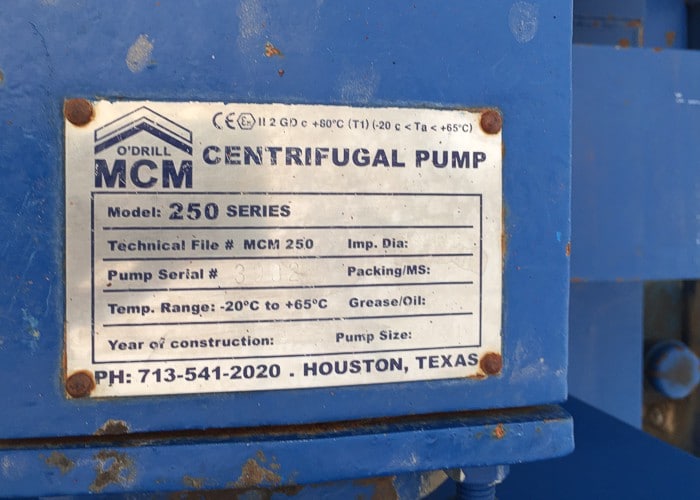 CE Ex II 2 GD c +80°C (T1) (-20 c < Ta < +65°C)
O'DRILL
MCM
CENTRIFUGAL PUMP
Model: 250 SERIES
Technical File # MCM 250 Imp. Dia:
Pump Serial # Packing/MS:
Temp. Range: -20°C to +65°C Grease/Oil:
Year of construction: Pump Size:
PH: 713-541-2020 . HOUSTON, TEXAS